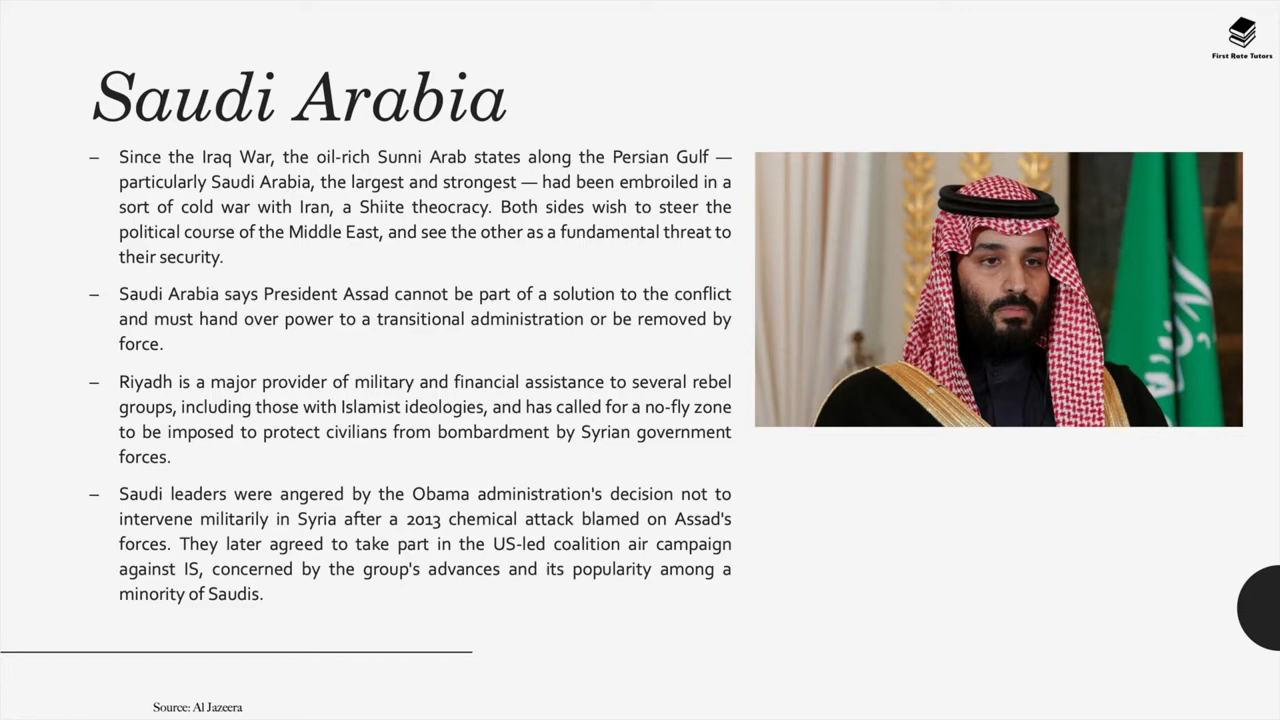 First Rate Tutors
Saudi Arabia
– Since the Iraq War, the oil-rich Sunni Arab states along the Persian Gulf —
particularly Saudi Arabia, the largest and strongest — had been embroiled in a
sort of cold war with Iran, a Shiite theocracy. Both sides wish to steer the
political course of the Middle East, and see the other as a fundamental threat to
their security.
– Saudi Arabia says President Assad cannot be part of a solution to the conflict
and must hand over power to a transitional administration or be removed by
force.
– Riyadh is a major provider of military and financial assistance to several rebel
groups, including those with Islamist ideologies, and has called for a no-fly zone
to be imposed to protect civilians from bombardment by Syrian government
forces.
– Saudi leaders were angered by the Obama administration's decision not to
intervene militarily in Syria after a 2013 chemical attack blamed on Assad's
forces. They later agreed to take part in the US-led coalition air campaign
against IS, concerned by the group's advances and its popularity among a
minority of Saudis.
Source: Al Jazeera